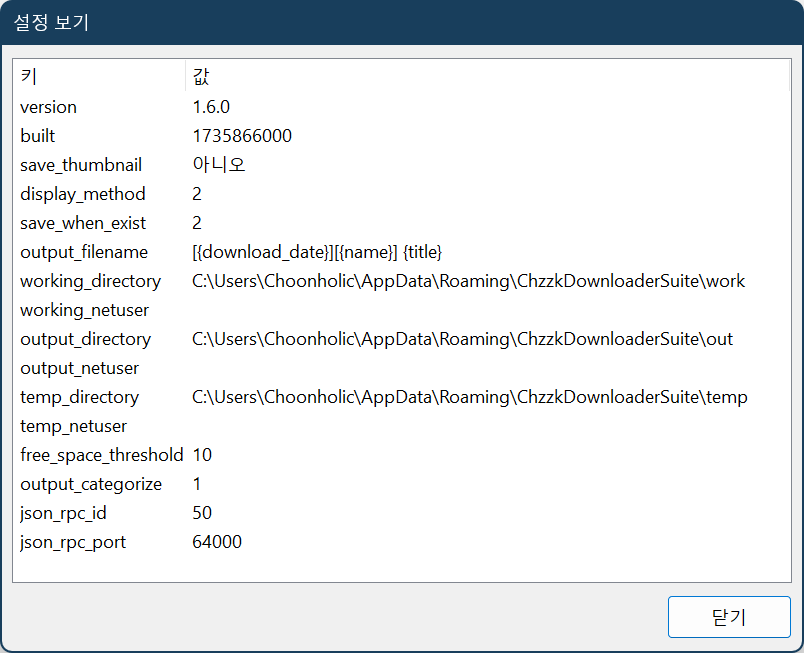 설정 보기
키 값
version 1.6.0
built 1735866000
save_thumbnail 아니오
display_method 2
save_when_exist 2
output_filename [{download_date}][{name}] {title}
working_directory C:\Users\Choonholic\AppData\Roaming\ChzzkDownloaderSuite\work
working_netuser
output_directory C:\Users\Choonholic\AppData\Roaming\ChzzkDownloaderSuite\out
output_netuser
temp_directory C:\Users\Choonholic\AppData\Roaming\ChzzkDownloaderSuite\temp
temp_netuser
free_space_threshold 10
output_categorize 1
json_rpc_id 50
json_rpc_port 64000
닫기